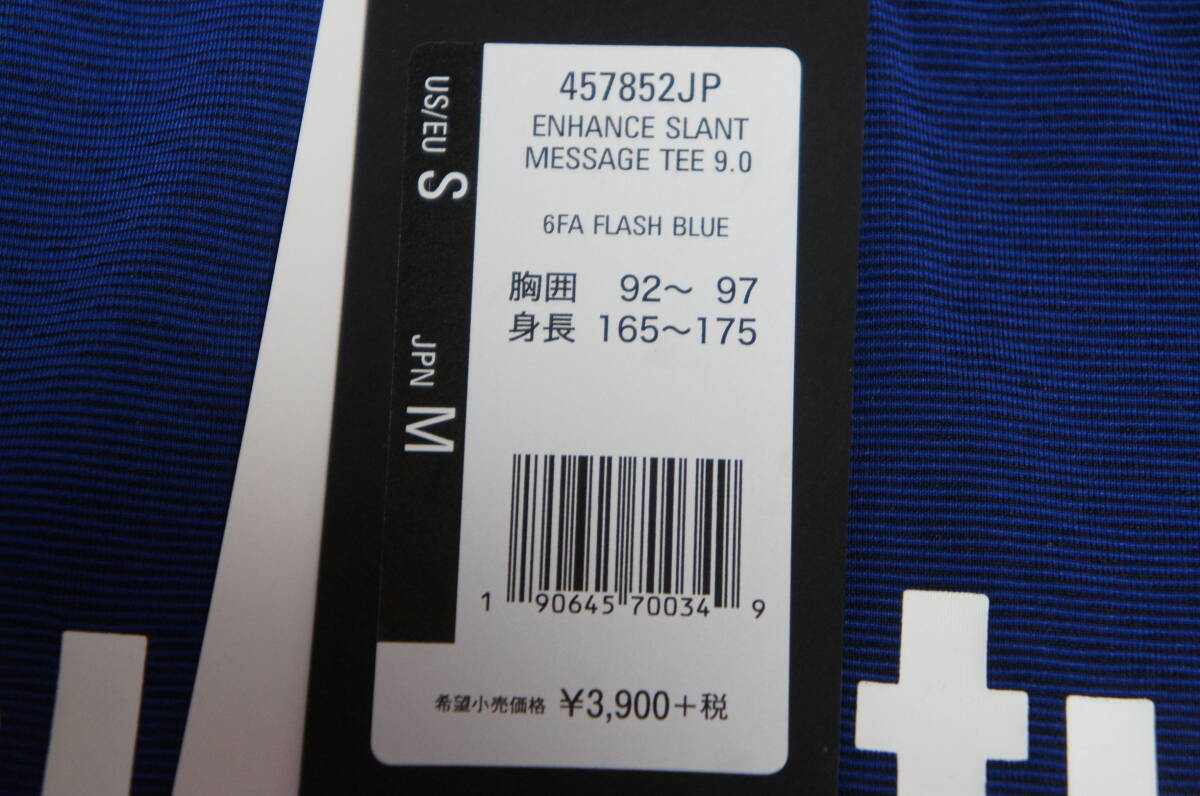 US/EU S
JPN M
457852JP
ENHANCE SLANT
MESSAGE TEE 9.0
6FA FLASH BLUE
胸囲 92〜 97
身長 165〜175
1 90645 70034 9
希望小売価格 ¥3,900+税